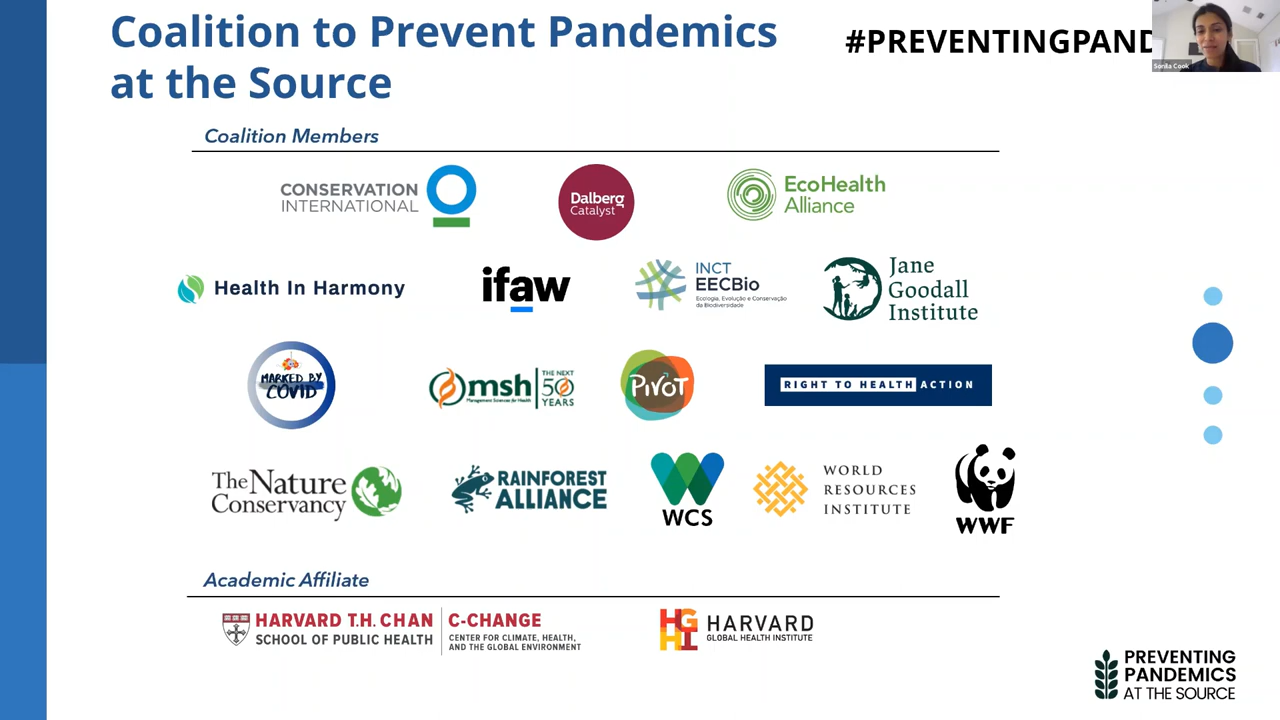 Coalition to Prevent Pandemics
at the Source
#PREVENTINGPAND
Sonila Cook
Coalition Members
CONSERVATION
INTERNATIONAL
Dalberg
Catalyst
EcoHealth
Alliance
Health In Harmony
ifaw
INCT
EECBio
Ecologia, Evolução e Conservação
da Biodiversidade
Jane
Goodall
Institute
MARKED BY
COVID
msh
Management Sciences for Health
THE NEXT
50
YEARS
PIVOT
RIGHT TO HEALTH ACTION
The Nature
Conservancy
RAINFOREST
ALLIANCE
WCS
WORLD
RESOURCES
INSTITUTE
WWF
Academic Affiliate
HARVARD T.H. CHAN
SCHOOL OF PUBLIC HEALTH
C-CHANGE
CENTER FOR CLIMATE, HEALTH,
AND THE GLOBAL ENVIRONMENT
HG
HI
HARVARD
GLOBAL HEALTH INSTITUTE
PREVENTING
PANDEMICS
AT THE SOURCE